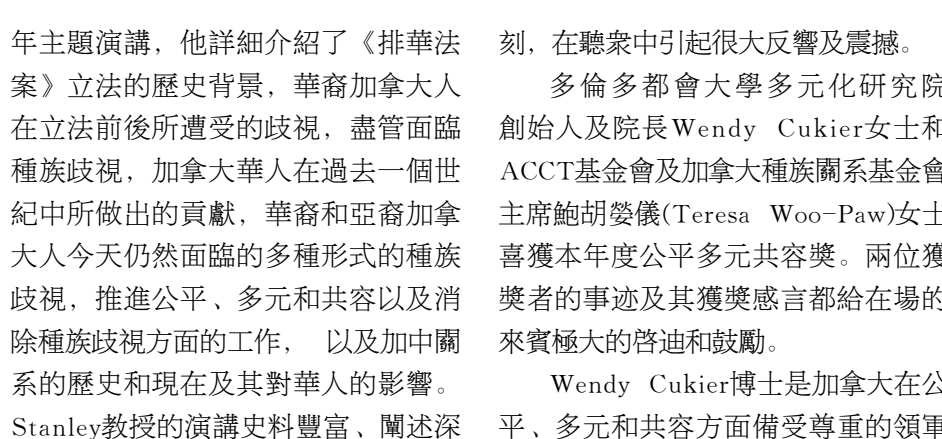 年主題演講，他詳細介紹了《排華法
案》立法的歷史背景，華裔加拿大人
在立法前後所遭受的歧視，盡管面臨
種族歧視，加拿大華人在過去一個世
紀中所做出的貢獻，華裔和亞裔加拿
大人今天仍然面臨的多種形式的種族
歧視，推進公平、多元和共容以及消
除種族歧視方面的工作， 以及加中關
系的歷史和現在及其對華人的影響。
Stanley教授的演講史料豐富、闡述深
刻，在聽衆中引起很大反響及震撼。
多倫多都會大學多元化研究院
創始人及院長Wendy Cukier女士和
ACCT基金會及加拿大種族關系基金會
主席鮑胡嫈儀(Teresa Woo-Paw)女士
喜獲本年度公平多元共容獎。兩位獲
獎者的事迹及其獲獎感言都給在場的
來賓極大的啓迪和鼓勵。
Wendy Cukier博士是加拿大在公
平、多元和共容方面備受尊重的領軍